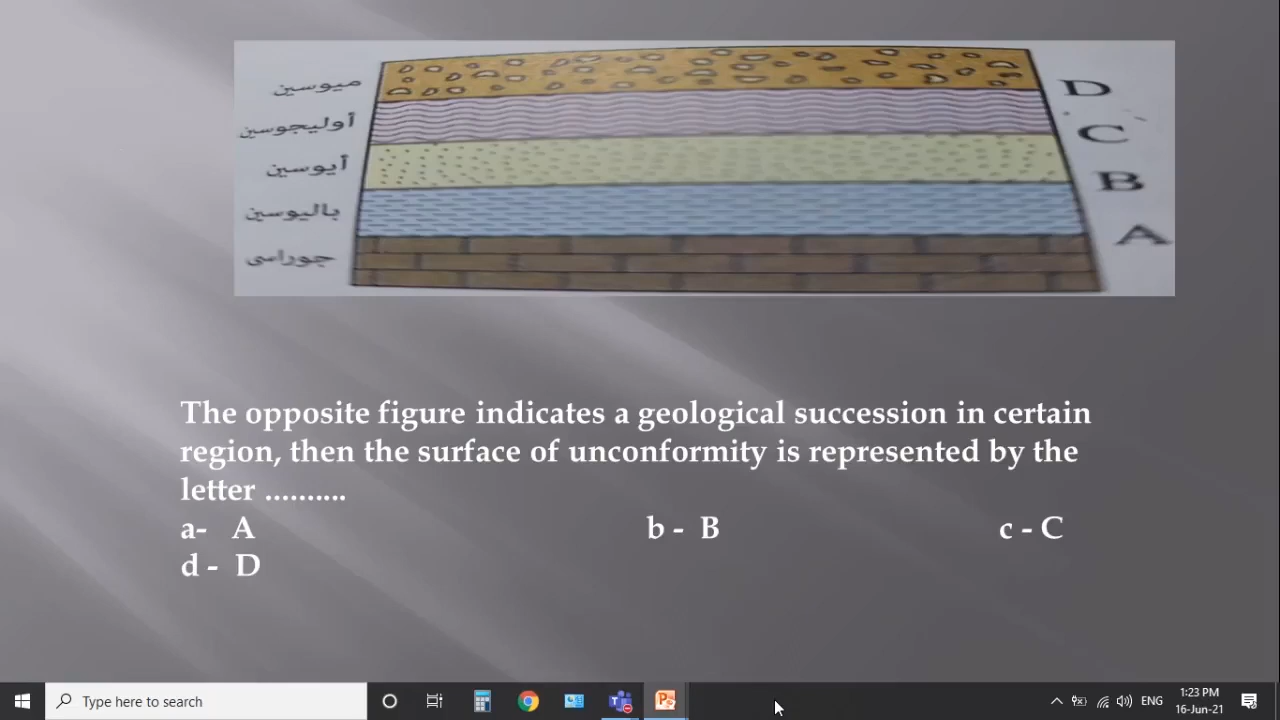 ميوسين
D
أوليجوسين
C
أيوسين
B
باليوسين
A
جوراسى
The opposite figure indicates a geological succession in certain
region, then the surface of unconformity is represented by the
letter ..........
a- A b - B c - C
d - D
Type here to search
ENG
1:23 PM
16-Jun-21